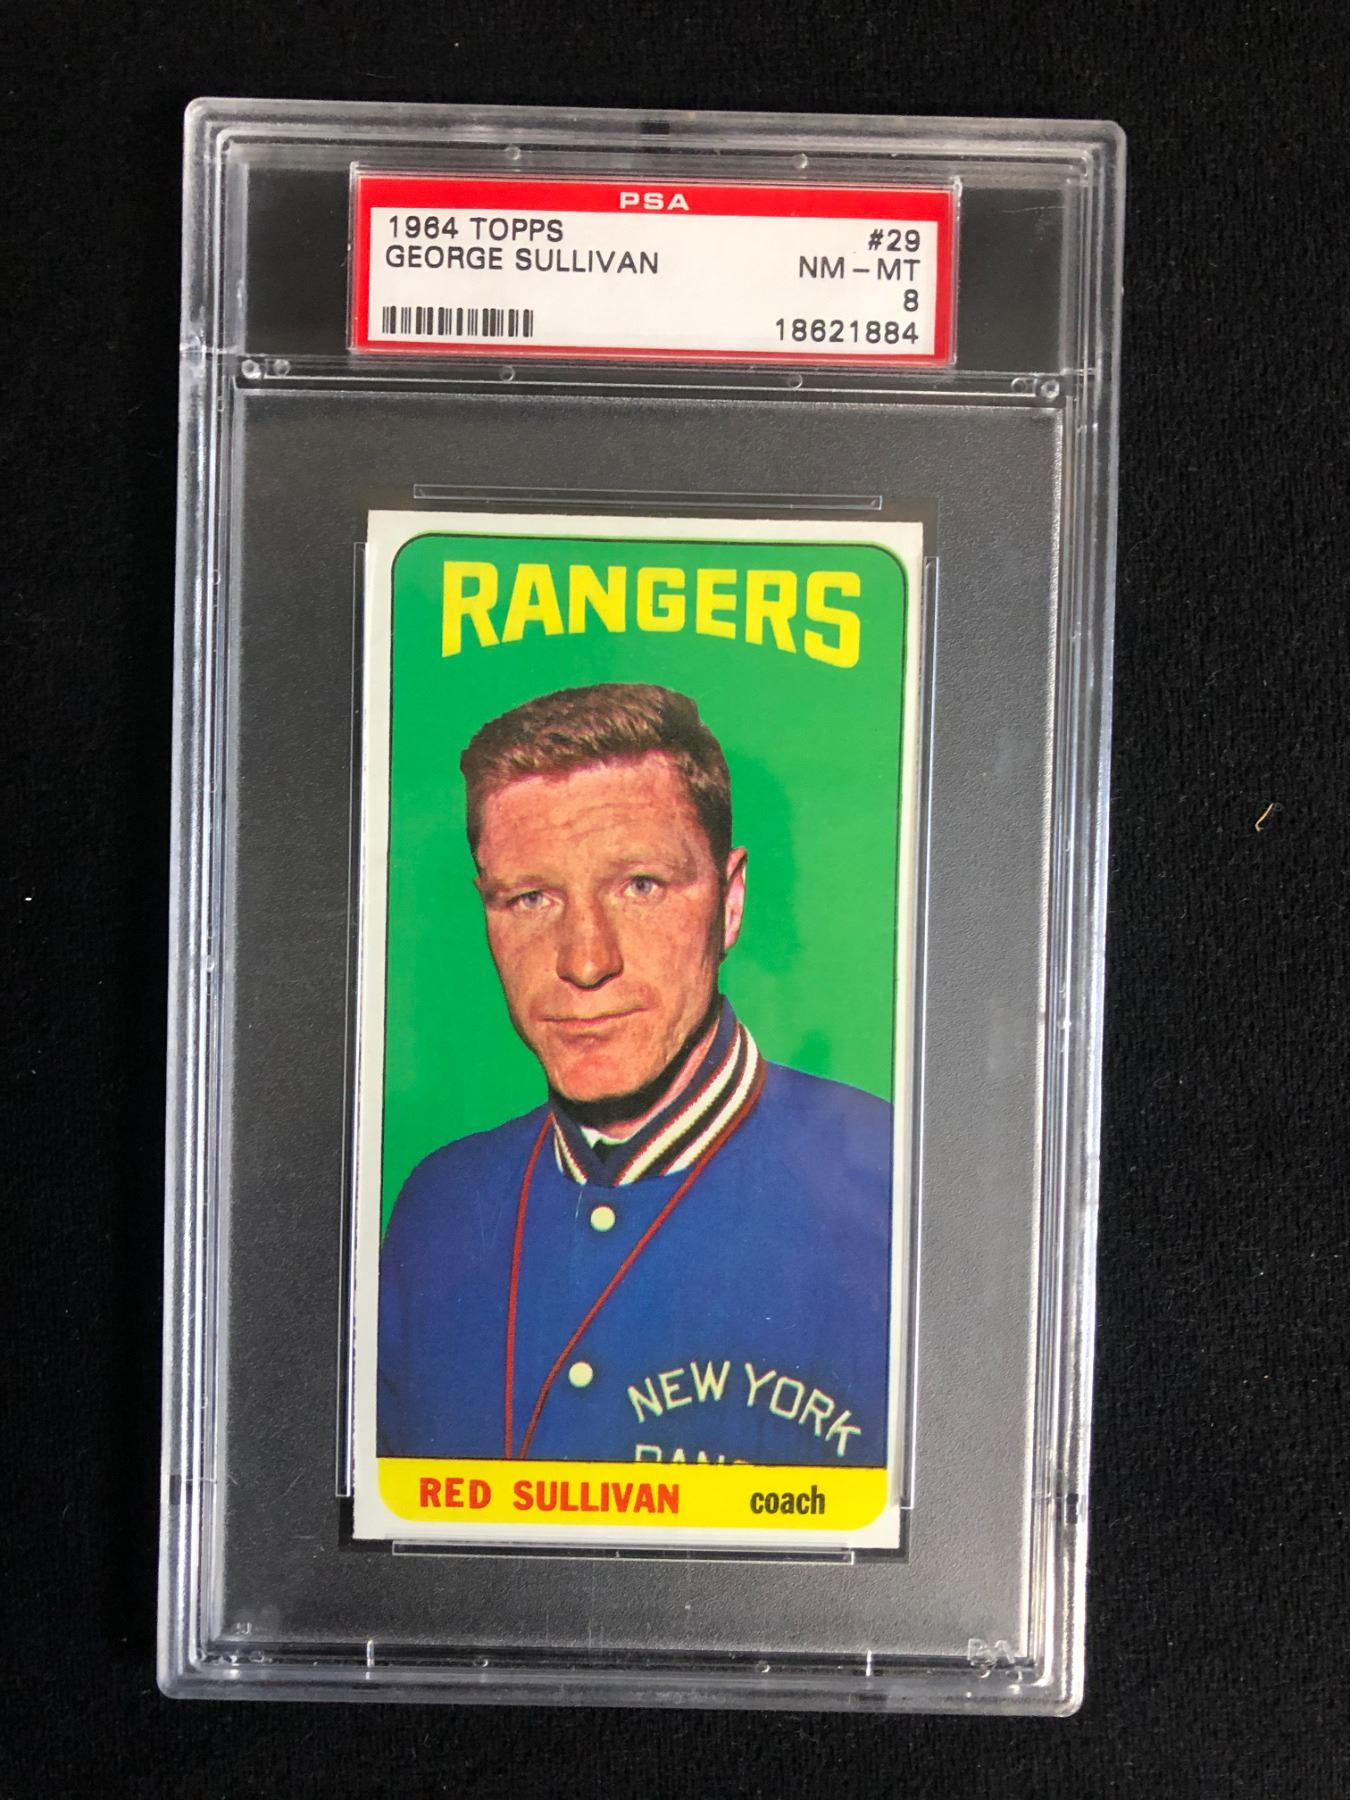 PSA
1964 TOPPS #29
GEORGE SULLIVAN NM - MT
8
18621884
RANGERS
NEW YORK
RED SULLIVAN coach